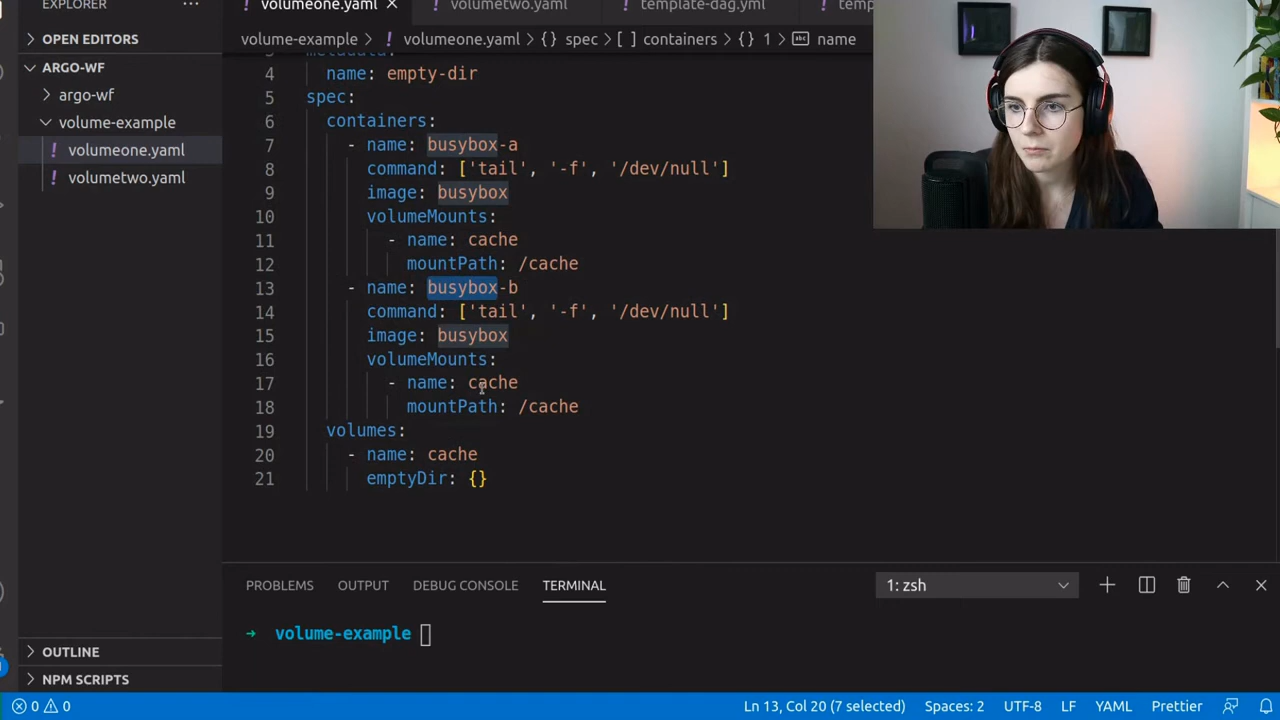 EXPLORER ...
OPEN EDITORS
ARGO-WF
argo-wf
volume-example
volumeone.yaml
volumetwo.yaml
OUTLINE
NPM SCRIPTS
volumeone.yaml volumetwo.yaml template-dag.yml temp
volume-example > volumeone.yaml > {} spec > [ ] containers > {} 1 > name
3 metadata:
4 name: empty-dir
5 spec:
6 containers:
7 - name: busybox-a
8 command: ['tail', '-f', '/dev/null']
9 image: busybox
10 volumeMounts:
11 - name: cache
12 mountPath: /cache
13 - name: busybox-b
14 command: ['tail', '-f', '/dev/null']
15 image: busybox
16 volumeMounts:
17 - name: cache
18 mountPath: /cache
19 volumes:
20 - name: cache
21 emptyDir: {}
PROBLEMS OUTPUT DEBUG CONSOLE TERMINAL 1: zsh
→ volume-example
0 0 Ln 13, Col 20 (7 selected) Spaces: 2 UTF-8 LF YAML Prettier